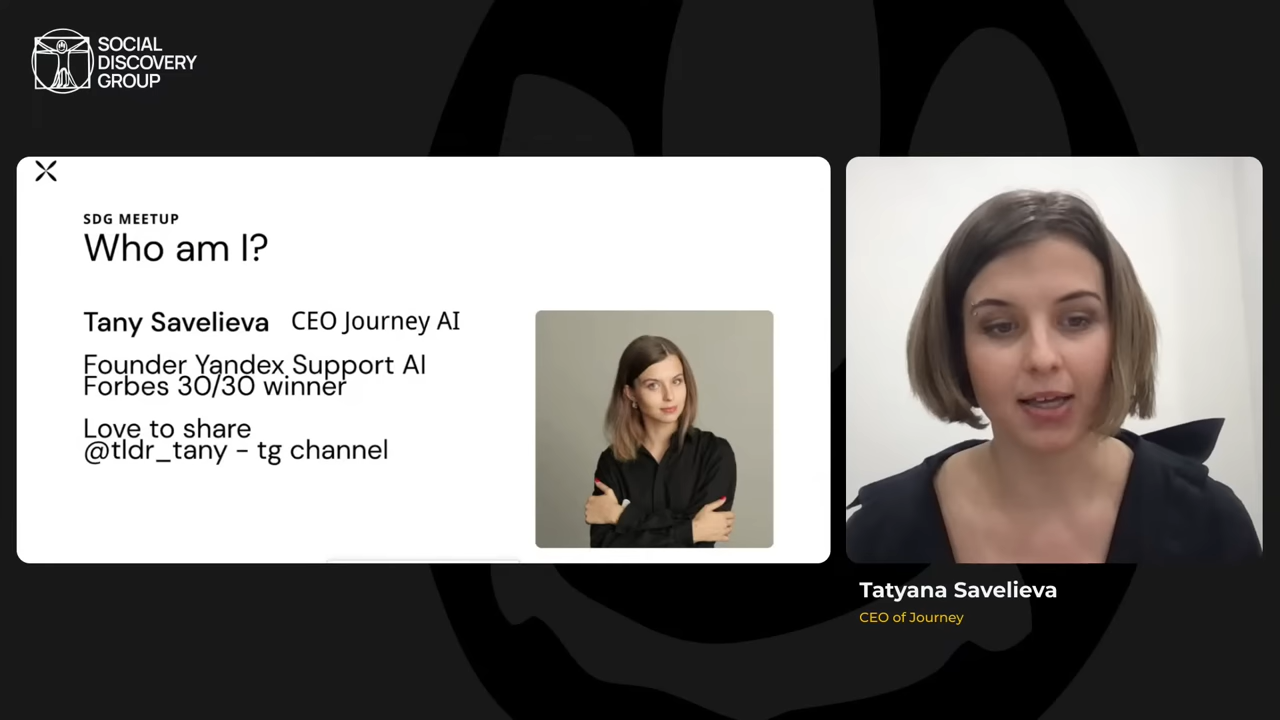 SOCIAL
DISCOVERY
GROUP
SDG MEETUP
Who am I?
Tany Savelieva CEO Journey AI
Founder Yandex Support AI
Forbes 30/30 winner
Love to share
@tldr_tany - tg channel
Tatyana Savelieva
CEO of Journey